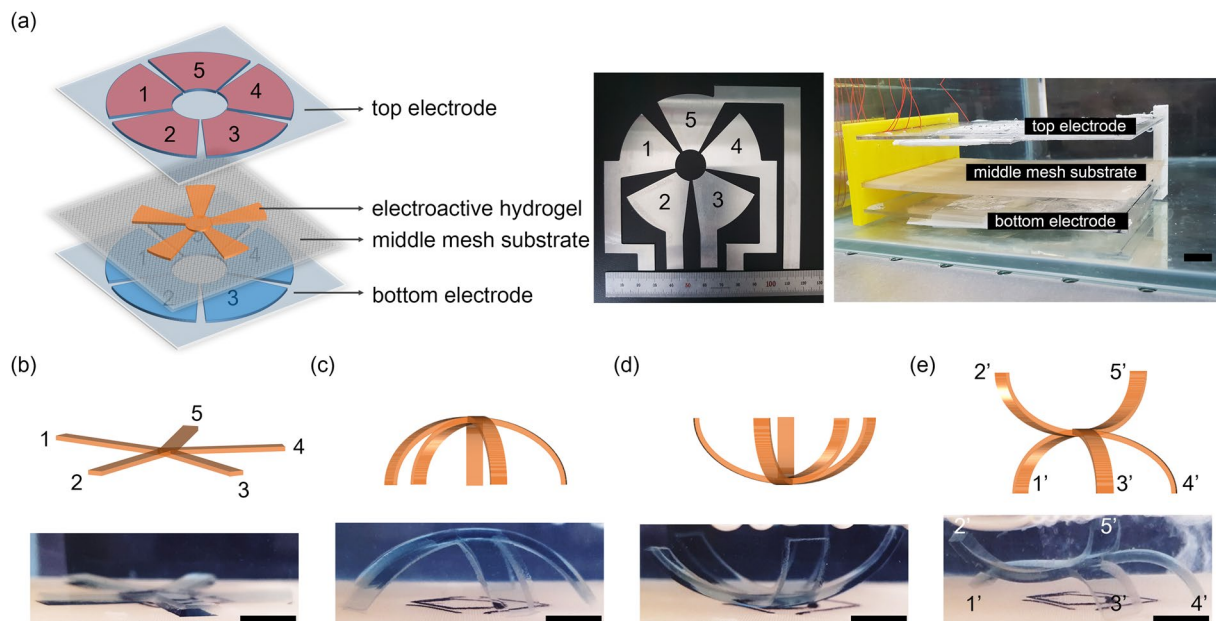 (a)
5
1
4
2
3
top electrode
electroactive hydrogel
middle mesh substrate
bottom electrode
2
3
5
1
4
2
3
top electrode
middle mesh substrate
bottom electrode
(b)
5
1
4
2
3
(c)
(d)
(e)
2’
5’
1’
3’
4’
2’
5’
1’
3’
4’